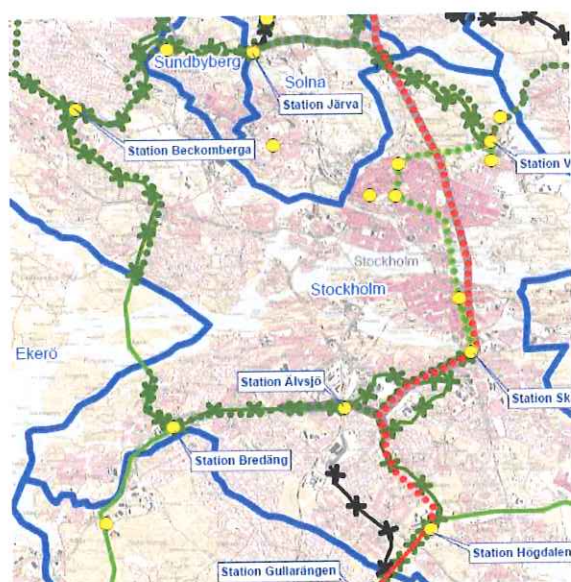 Sundbyberg
Solna
Station Järva
Station Beckomberga
Station V
Stockholm
Stockholm
Ekerö
Station Älvsjö
Station Sk
Station Bredäng
Station Högdalen
Station Gullarängen